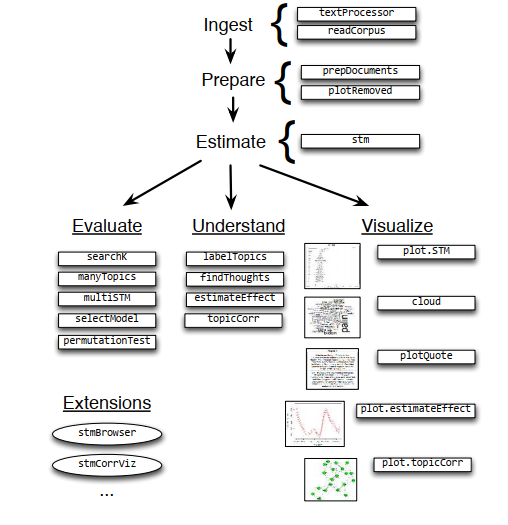 Ingest
textProcessor
readCorpus
Prepare
prepDocuments
plotRemoved
Estimate
stm
Evaluate
searchK
manyTopics
multiSTM
selectModel
permutationTest
Understand
labelTopics
findThoughts
estimateEffect
topicCorr
Visualize
plot.STM
cloud
pain
plotQuote
plot.estimateEffect
plot.topicCorr
Extensions
stmBrowser
stmCorrViz
...